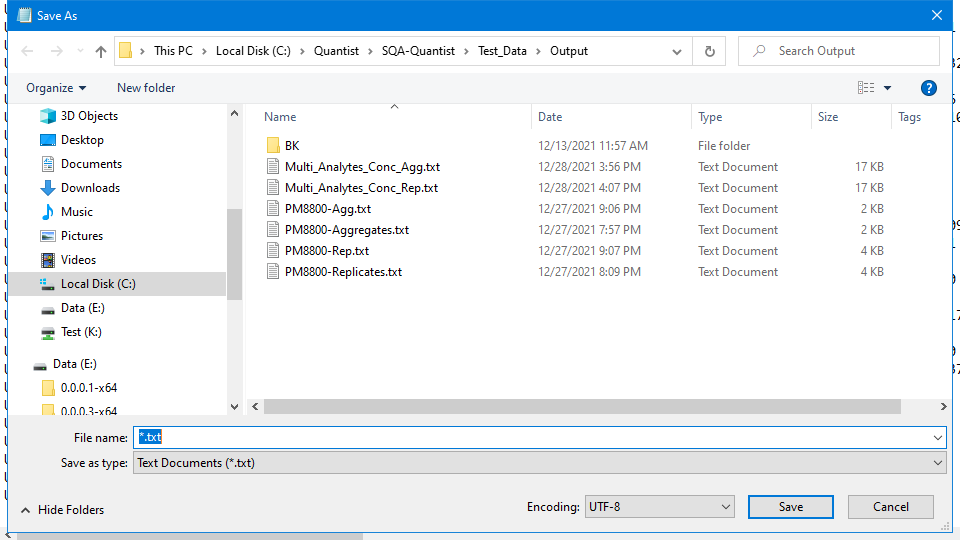 Save As
This PC > Local Disk (C:) > Quantist > SQA-Quantist > Test_Data > Output
Search Output
Organize
New folder
?
3D Objects
Desktop
Documents
Downloads
Music
Pictures
Videos
Local Disk (C:)
Data (E:)
Test (K:)
Data (E:)
0.0.0.1-x64
0.0.0.3-x64
Name Date Type Size Tags
BK 12/13/2021 11:57 AM File folder
Multi_Analytes_Conc_Agg.txt 12/28/2021 3:56 PM Text Document 17 KB
Multi_Analytes_Conc_Rep.txt 12/28/2021 4:07 PM Text Document 17 KB
PM8800-Agg.txt 12/27/2021 9:06 PM Text Document 2 KB
PM8800-Aggregates.txt 12/27/2021 7:57 PM Text Document 2 KB
PM8800-Rep.txt 12/27/2021 9:07 PM Text Document 4 KB
PM8800-Replicates.txt 12/27/2021 8:09 PM Text Document 4 KB
File name: *.txt
Save as type: Text Documents (*.txt)
Hide Folders
Encoding: UTF-8
Save
Cancel